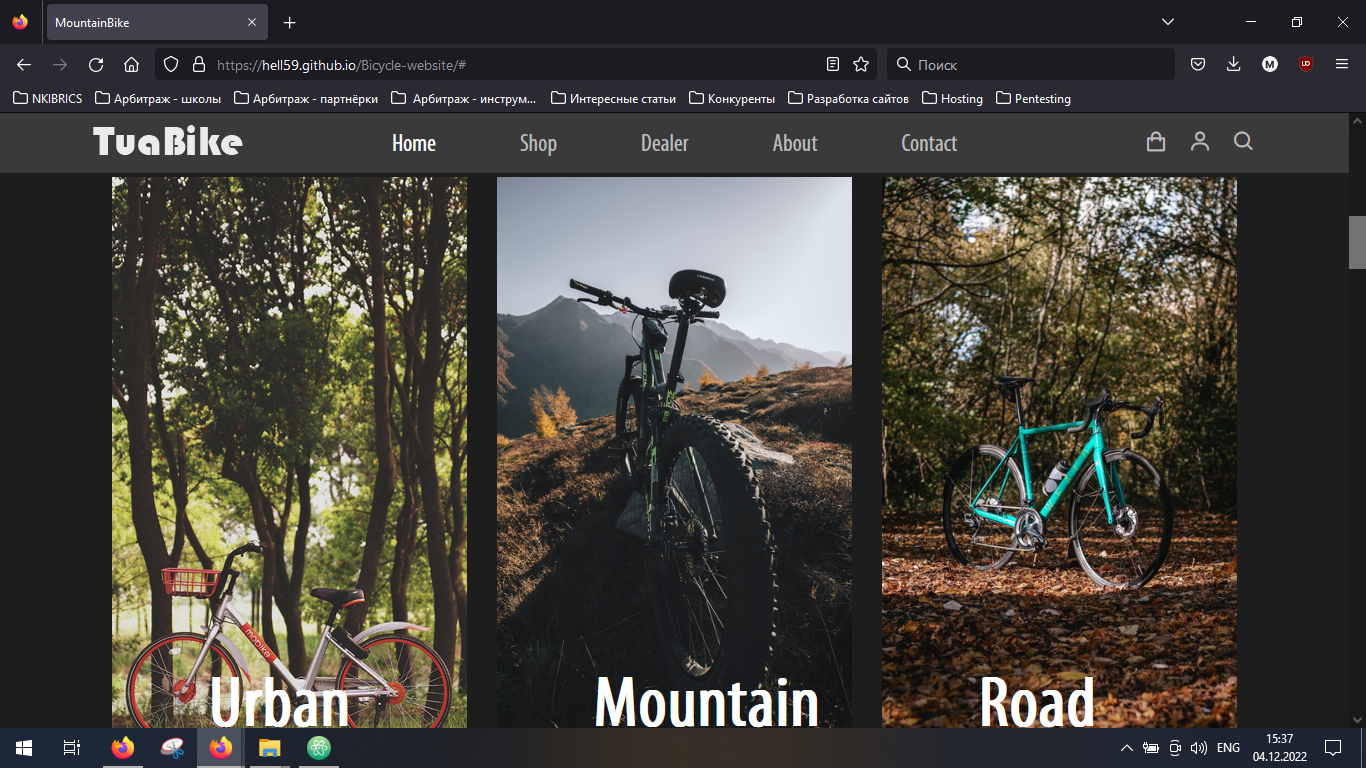 MountainBike
https://hell59.github.io/Bicycle-website/#
Поиск
NKIBRICS Арбитраж - школы Арбитраж - партнёрки Арбитраж - инструм... Интересные статьи Конкуренты Разработка сайтов Hosting Pentesting
TuaBike Home Shop Dealer About Contact
mobike
Urban Mountain Road
ENG
15:37
04.12.2022